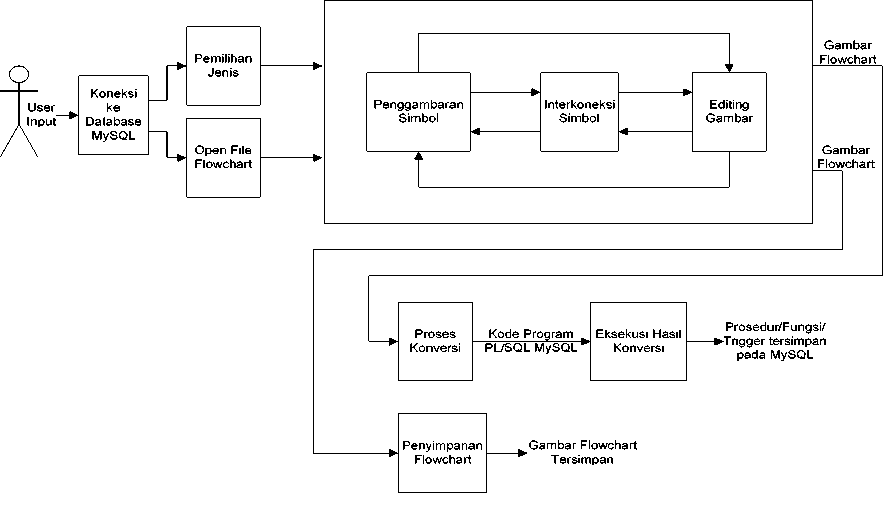 User
Input
Koneksi
ke
Database
MySQL
Pemilihan
Jenis
Open File
Flowchart
Penggambaran
Simbol
Interkoneksi
Simbol
Editing
Gambar
Gambar
Flowchart
Gambar
Flowchart
Proses
Konversi
Kode Program
PL/SQL MySQL
Eksekusi Hasil
Konversi
Prosedur/Fungsi/
Trigger tersimpan
pada MySQL
Penyimpanan
Flowchart
Gambar Flowchart
Tersimpan